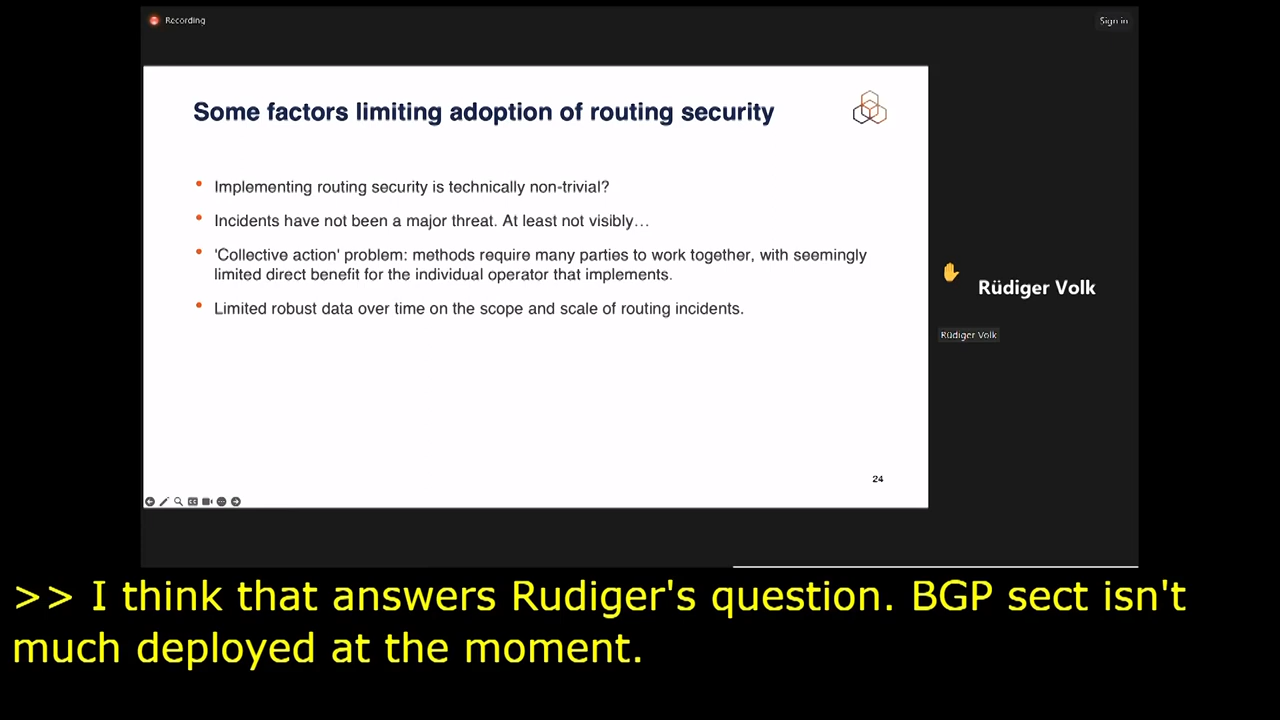 Recording
Sign in
Some factors limiting adoption of routing security
Implementing routing security is technically non-trivial?
Incidents have not been a major threat. At least not visibly…
'Collective action' problem: methods require many parties to work together, with seemingly
limited direct benefit for the individual operator that implements.
Limited robust data over time on the scope and scale of routing incidents.
24
Rüdiger Volk
Rüdiger Volk
>> I think that answers Rudiger's question. BGP sect isn't
much deployed at the moment.